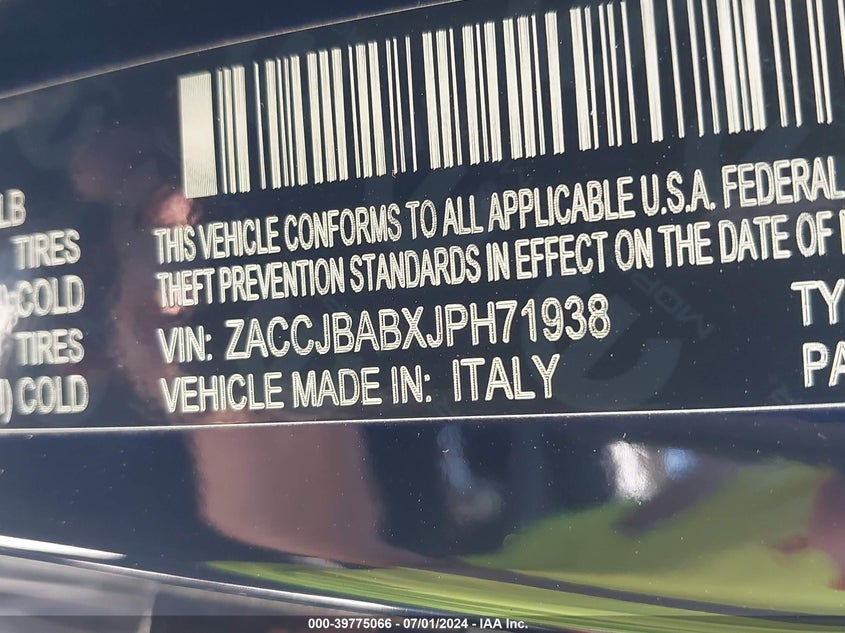 LB
TIRES
COLD
TIRES
) COLD
THIS VEHICLE CONFORMS TO ALL APPLICABLE U.S.A. FEDERAL
THEFT PREVENTION STANDARDS IN EFFECT ON THE DATE OF
VIN: ZACCJBABXJPH71938
VEHICLE MADE IN: ITALY
TY
PA
MOPAR
000-39775066 - 07/01/2024 - IAA Inc.